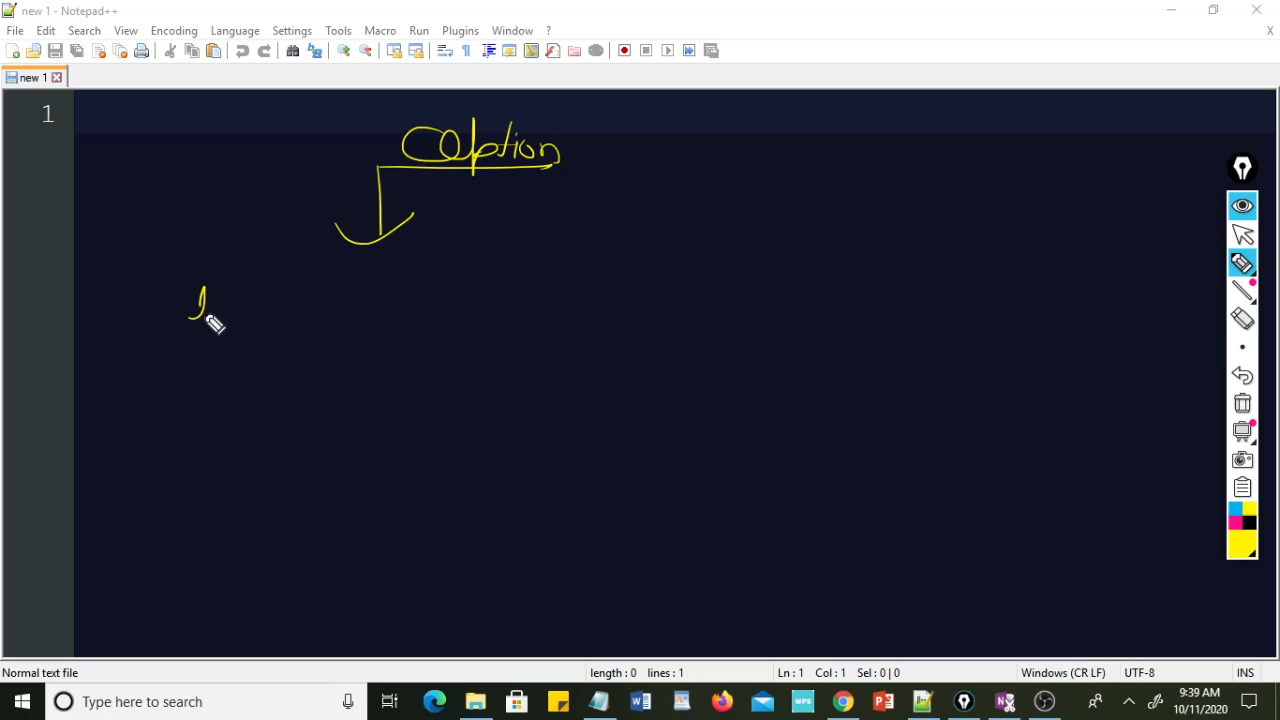 new 1 - Notepad++
File Edit Search View Encoding Language Settings Tools Macro Run Plugins Window ? X
new 1
1
Caption
Normal text file length : 0 lines : 1 Ln : 1 Col : 1 Sel : 0 | 0 Windows (CR LF) UTF-8 INS
Type here to search WPS 9:39 AM
10/11/2020